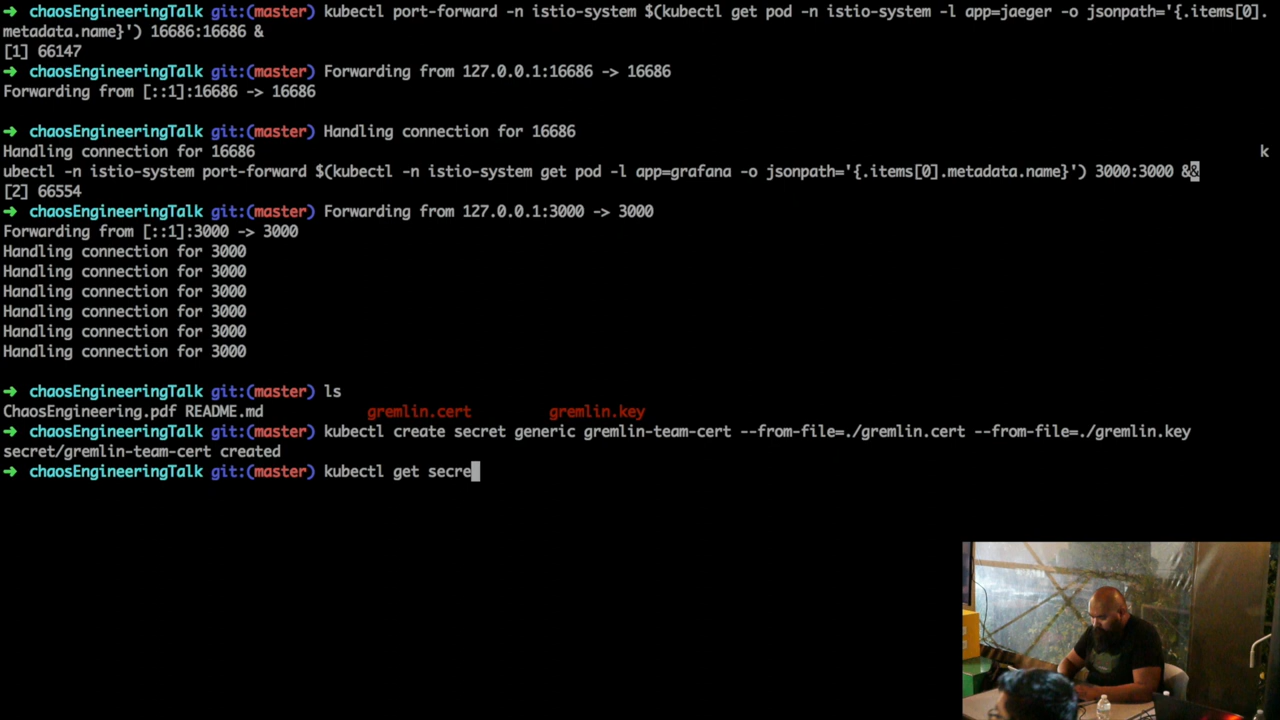 ➜ chaosEngineeringTalk git:(master) kubectl port-forward -n istio-system $(kubectl get pod -n istio-system -l app=jaeger -o jsonpath='{.items[0].
metadata.name}') 16686:16686 &
[1] 66147
➜ chaosEngineeringTalk git:(master) Forwarding from 127.0.0.1:16686 -> 16686
Forwarding from [::1]:16686 -> 16686
➜ chaosEngineeringTalk git:(master) Handling connection for 16686
Handling connection for 16686 k
ubectl -n istio-system port-forward $(kubectl -n istio-system get pod -l app=grafana -o jsonpath='{.items[0].metadata.name}') 3000:3000 &&
[2] 66554
➜ chaosEngineeringTalk git:(master) Forwarding from 127.0.0.1:3000 -> 3000
Forwarding from [::1]:3000 -> 3000
Handling connection for 3000
Handling connection for 3000
Handling connection for 3000
Handling connection for 3000
Handling connection for 3000
Handling connection for 3000
➜ chaosEngineeringTalk git:(master) ls
ChaosEngineering.pdf README.md gremlin.cert gremlin.key
➜ chaosEngineeringTalk git:(master) kubectl create secret generic gremlin-team-cert --from-file=./gremlin.cert --from-file=./gremlin.key
secret/gremlin-team-cert created
➜ chaosEngineeringTalk git:(master) kubectl get secre